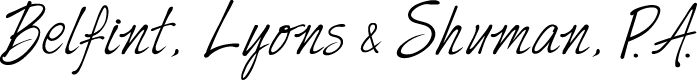 Belfint, Lyons & Shuman, P.A.